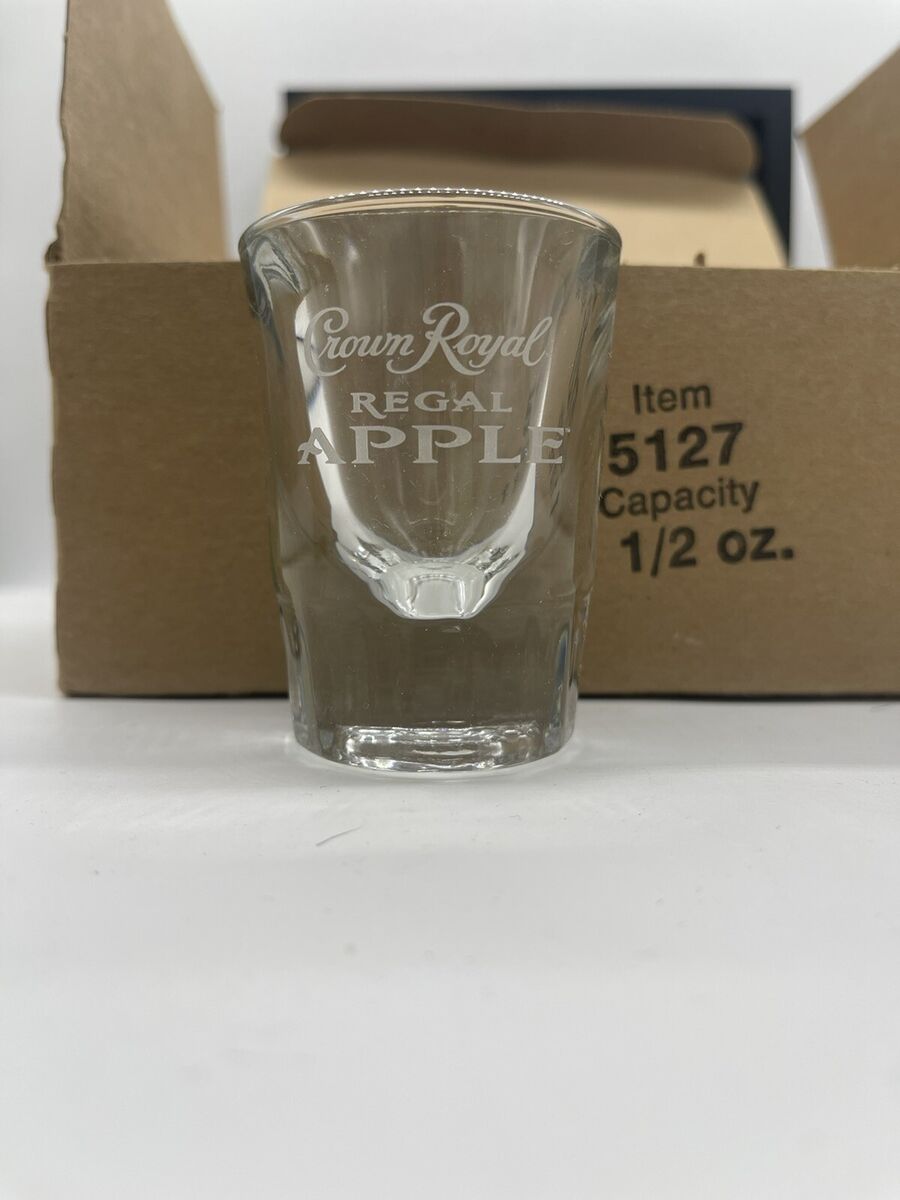 Crown Royal
REGAL
APPLE
Item
5127
Capacity
1/2 oz.